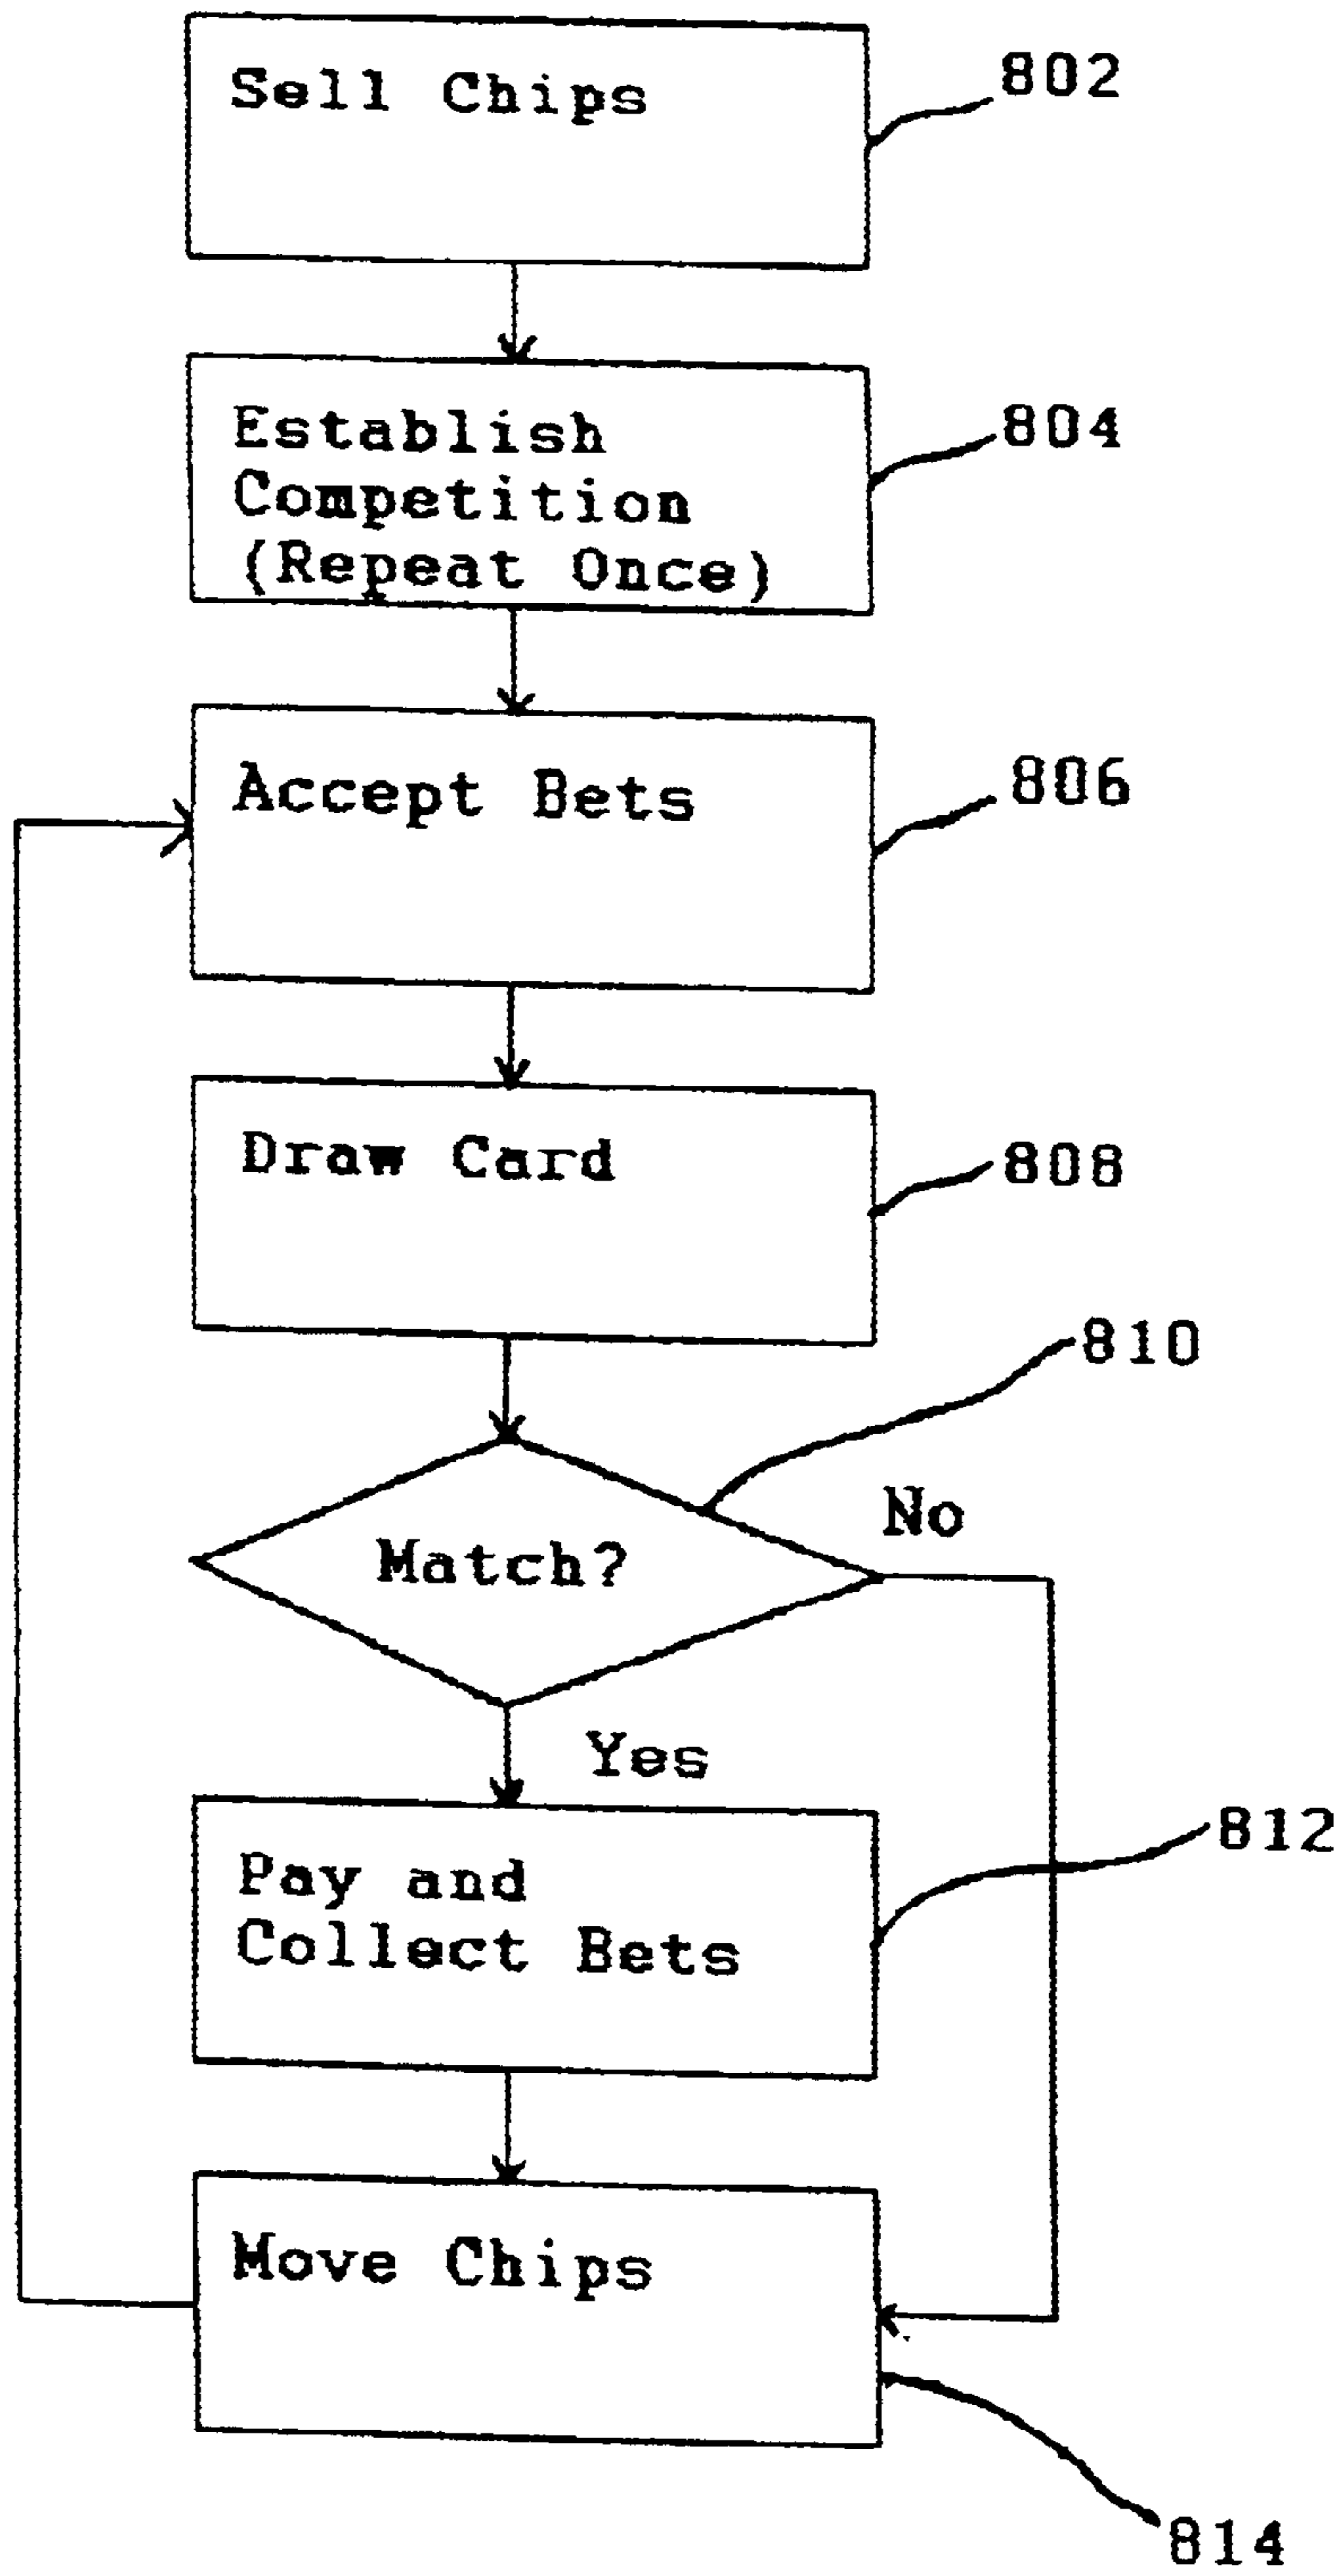 Sell Chips
802
Establish
Competition
(Repeat Once)
804
Accept Bets
806
Draw Card
808
810
No
Match?
Yes
Pay and
Collect Bets
812
Move Chips
814